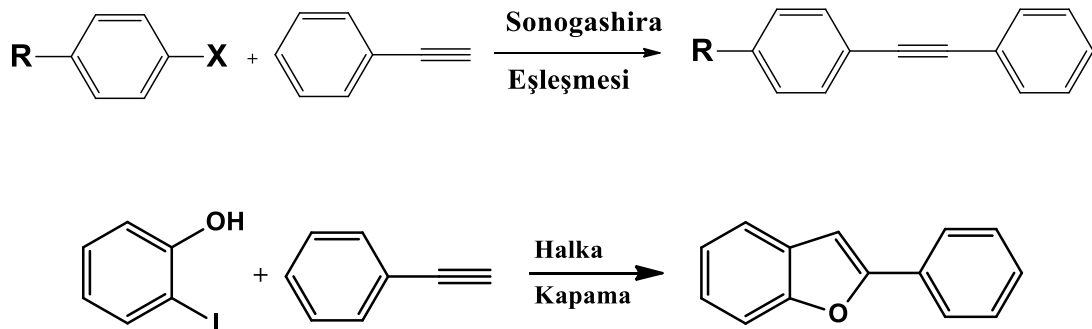 Sonogashira
R X + R
Eşleşmesi
OH
Halka
+
Kapama
I O